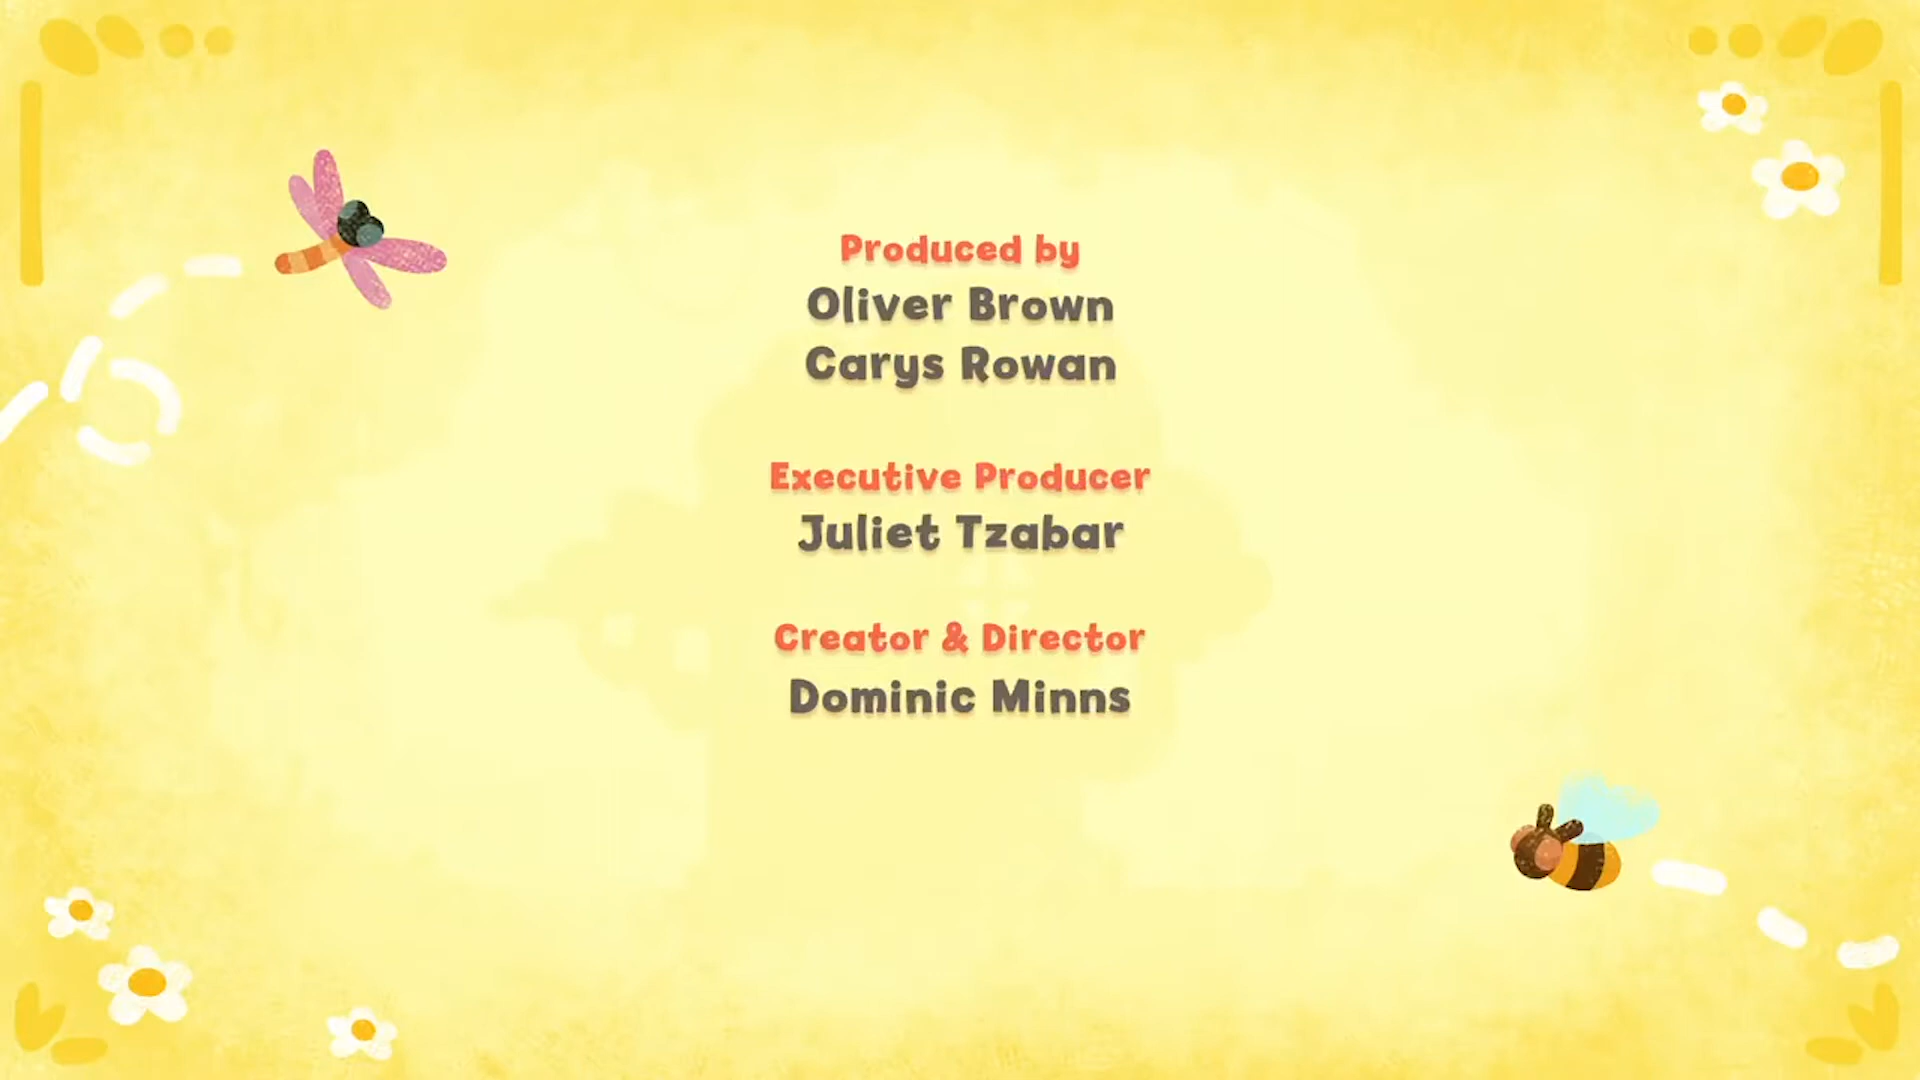 Produced by
Oliver Brown
Carys Rowan
Executive Producer
Juliet Tzabar
Creator & Director
Dominic Minns